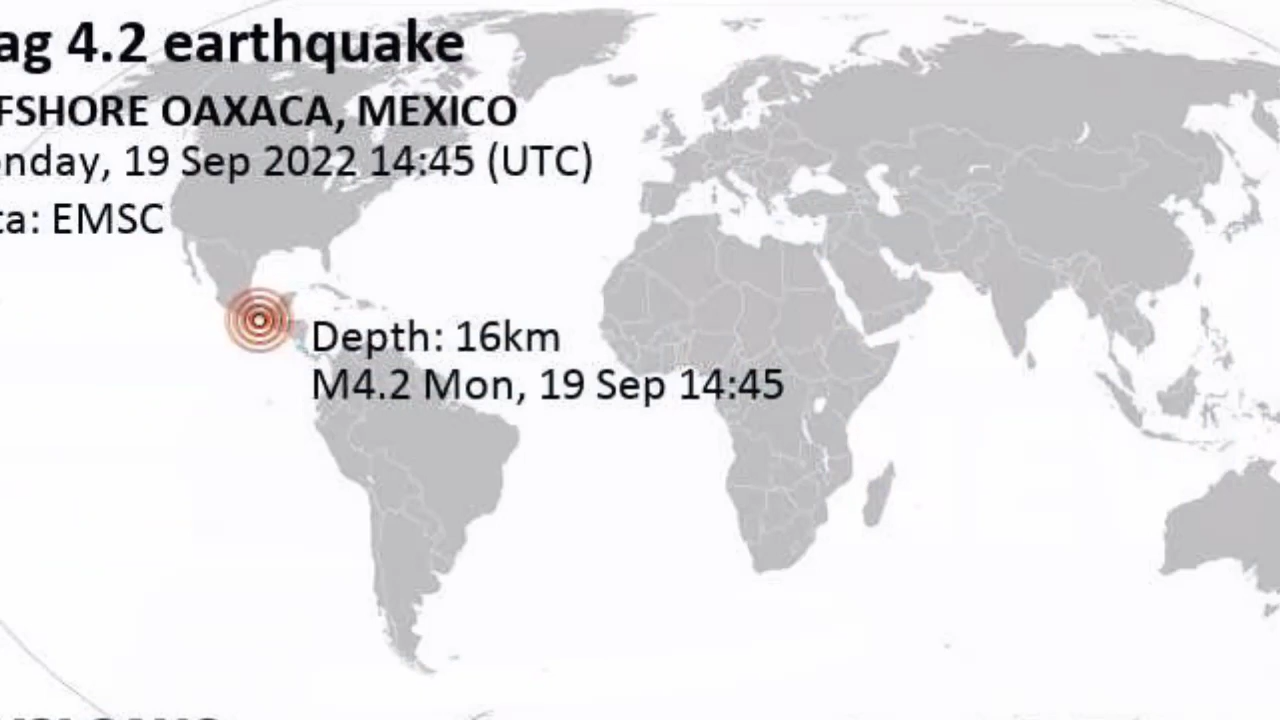 ag 4.2 earthquake
FSHORE OAXACA, MEXICO
onday, 19 Sep 2022 14:45 (UTC)
ta: EMSC
Depth: 16km
M4.2 Mon, 19 Sep 14:45